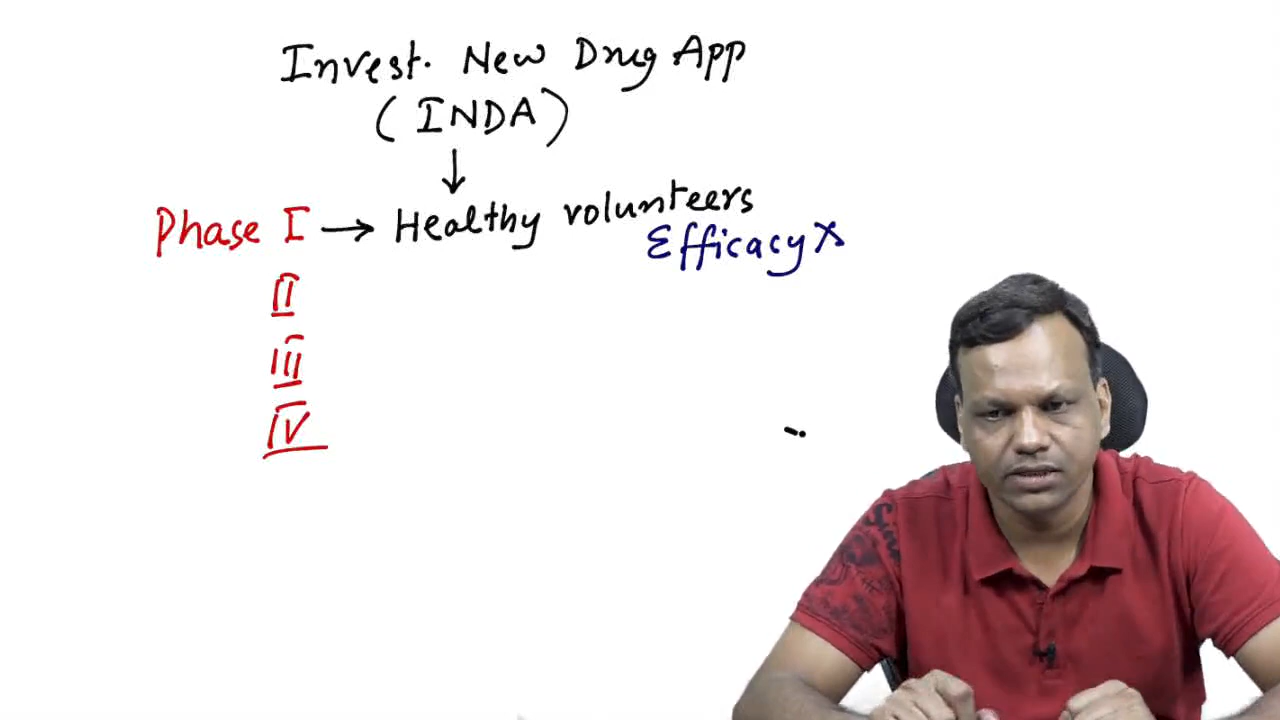 Invest. New Drug App
(INDA)
↓
Phase I → Healthy volunteers
Efficacy X
II
III
IV